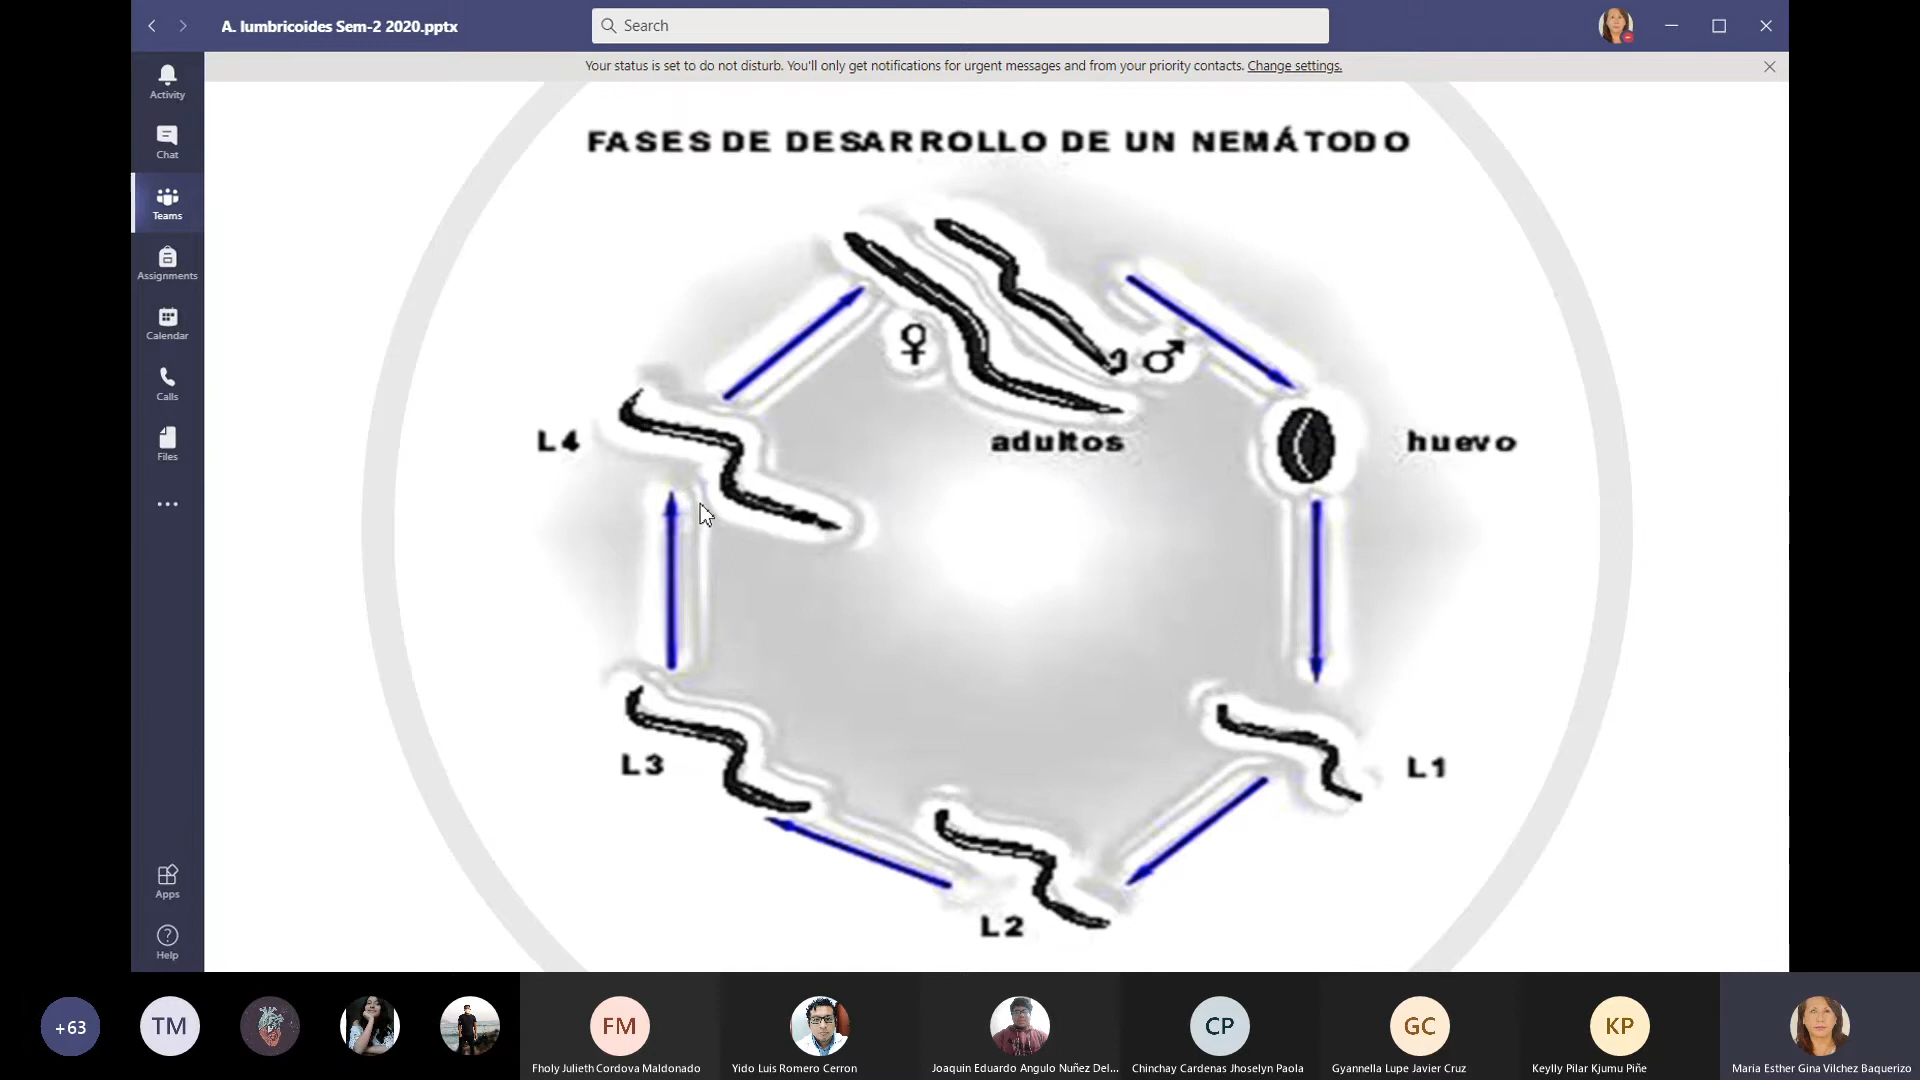 A. lumbricoides Sem-2 2020.pptx
Search
Your status is set to do not disturb. You'll only get notifications for urgent messages and from your priority contacts. Change settings.
Activity
Chat
Teams
Assignments
Calendar
Calls
Files
Apps
Help
FASES DE DESARROLLO DE UN NEMÁTODO
♀
♂
L4
adultos
huevo
L3
L1
L2
+63
TM
FM
CP
GC
KP
Fholy Julieth Cordova Maldonado
Yido Luis Romero Cerron
Joaquin Eduardo Angulo Nuñez Del...
Chinchay Cardenas Jhoselyn Paola
Gyannella Lupe Javier Cruz
Keylly Pilar Kjumu Piñe
Maria Esther Gina Vilchez Baquerizo